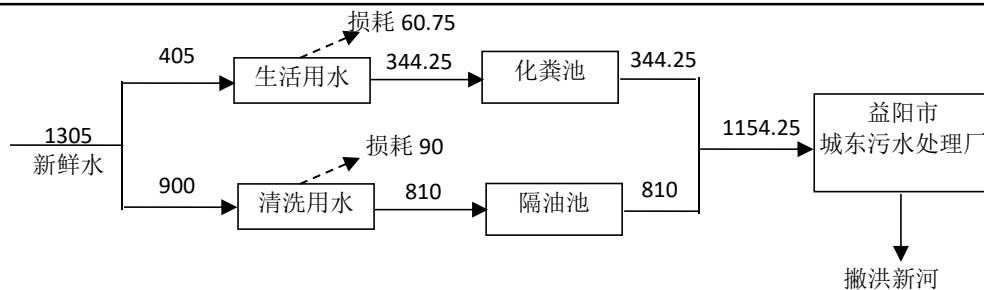 损耗 60.75
405
生活用水
344.25
化粪池
344.25
1305
新鲜水
1154.25
益阳市
城东污水处理厂
损耗 90
900
清洗用水
810
隔油池
810
撇洪新河